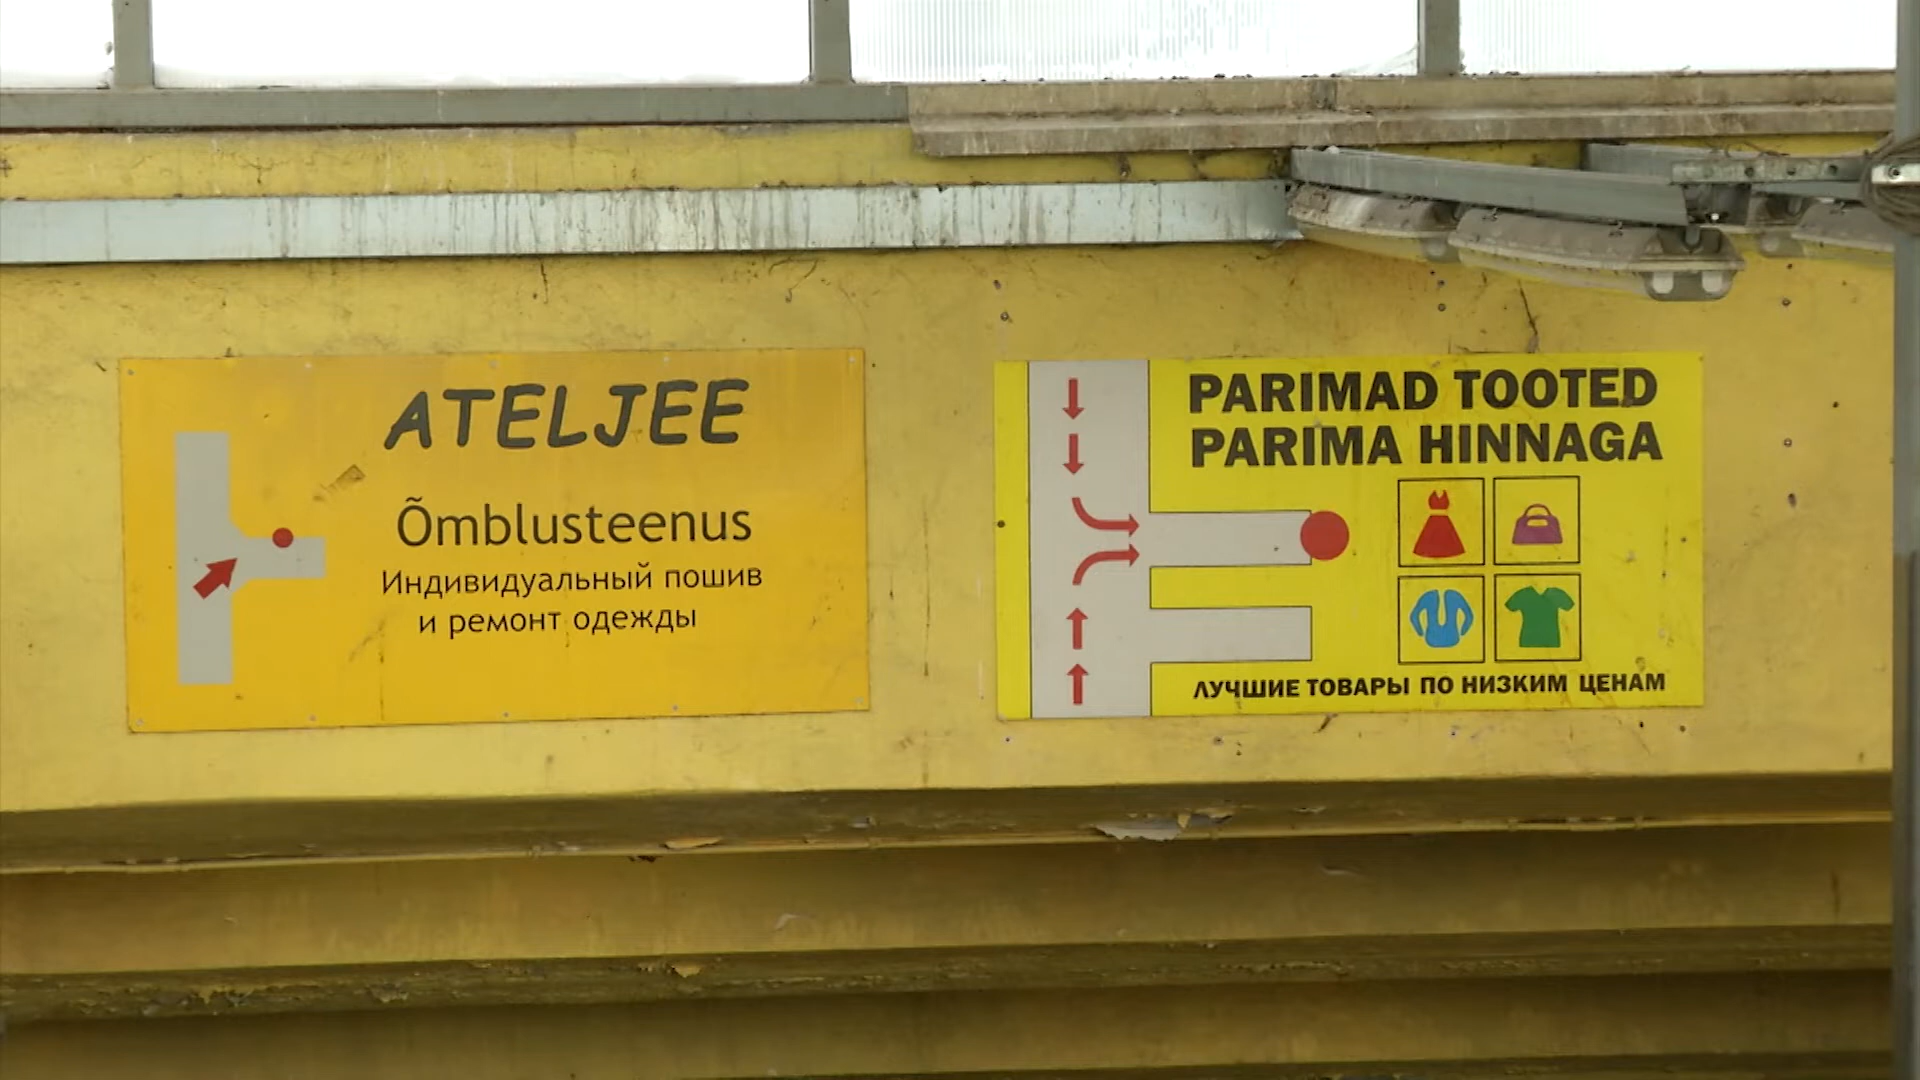 ATELJEE
Õmblusteenus
Индивидуальный пошив
и ремонт одежды
PARIMAD TOOTED
PARIMA HINNAGA
ЛУЧШИЕ ТОВАРЫ ПО НИЗКИМ ЦЕНАМ